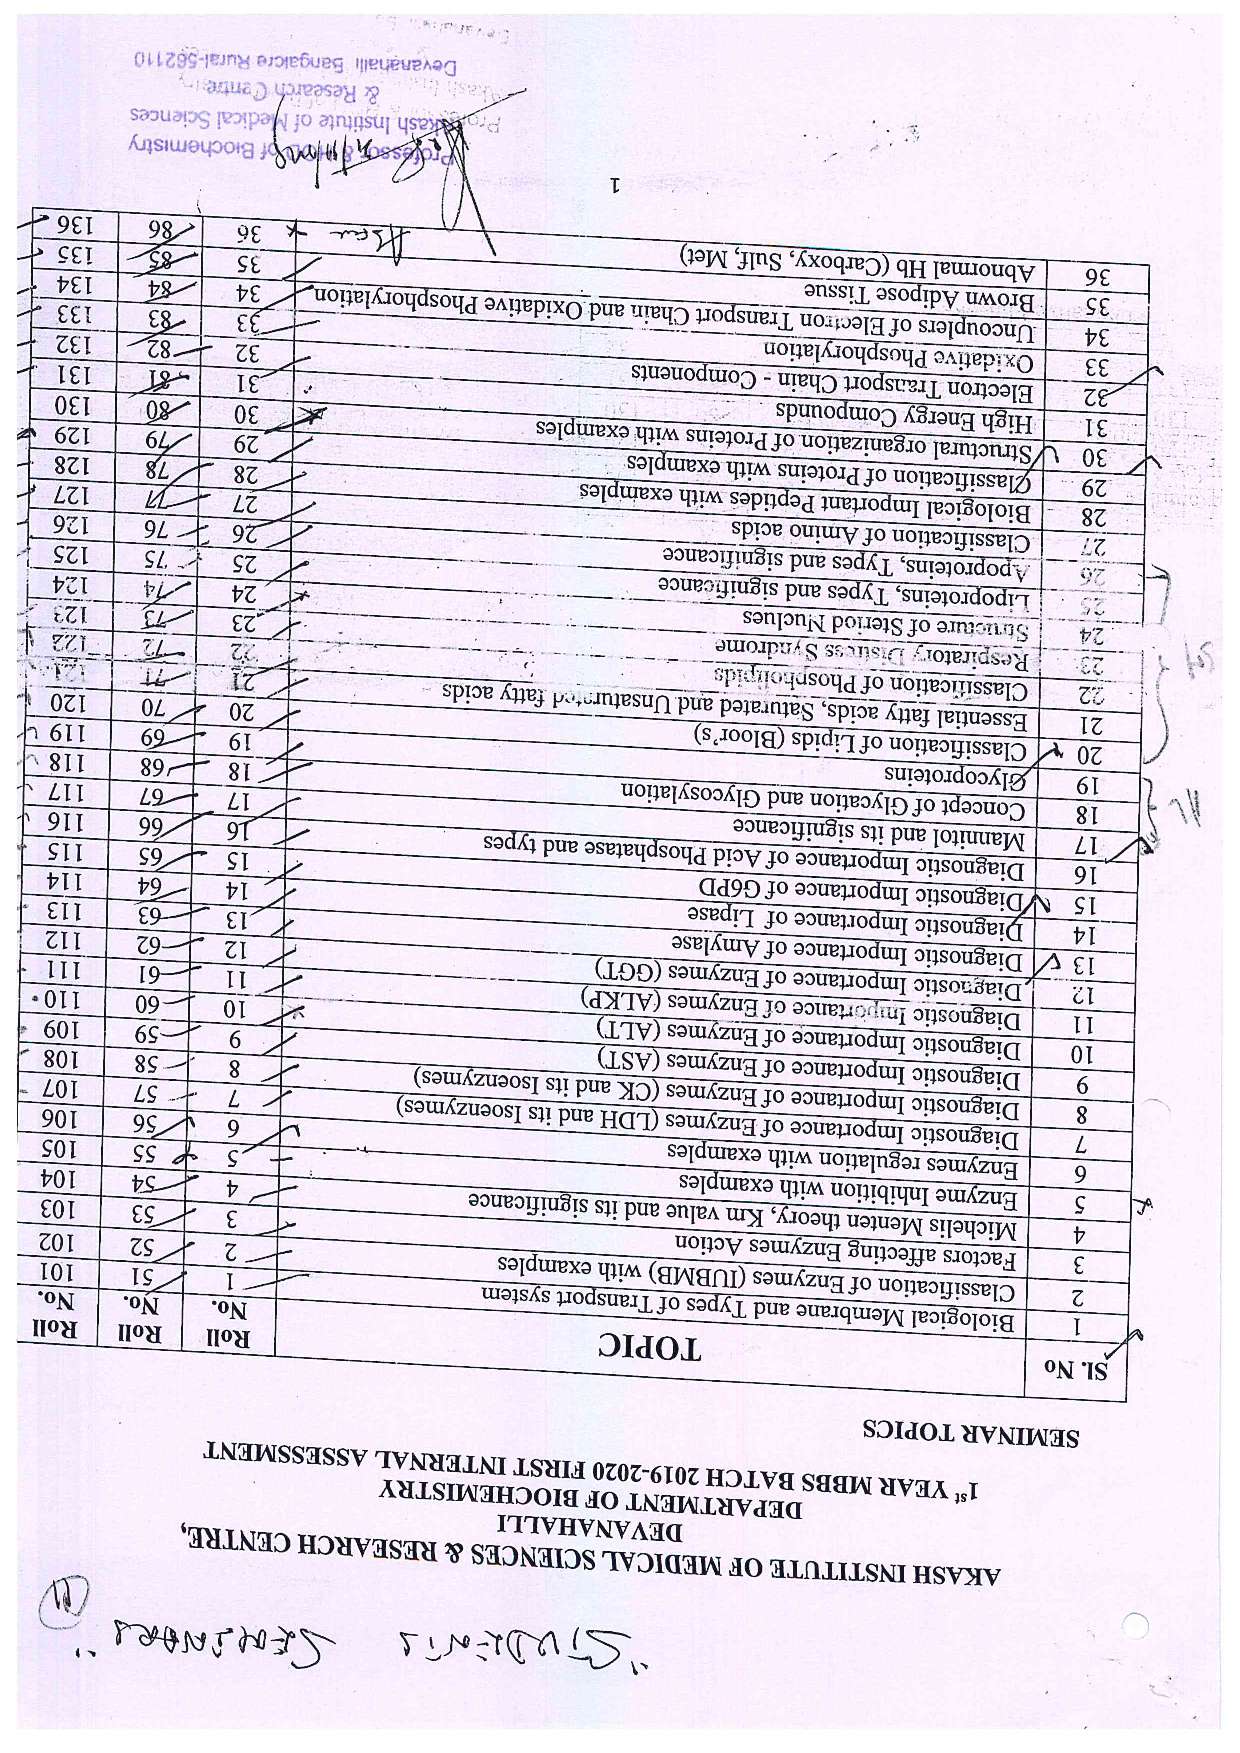 "STUDENTS SEMINARS"
AKASH INSTITUTE OF MEDICAL SCIENCES & RESEARCH CENTRE,
DEVANAHALLI
DEPARTMENT OF BIOCHEMISTRY
1st YEAR MBBS BATCH 2019-2020 FIRST INTERNAL ASSESSMENT
SEMINAR TOPICS
Sl. No TOPIC Roll No. Roll No. Roll No.
1 Biological Membrane and Types of Transport system 1 51 101
2 Classification of Enzymes (IUBMB) with examples 2 52 102
3 Factors affecting Enzymes Action 3 53 103
4 Michelis Menten theory, Km value and its significance 4 54 104
5 Enzyme Inhibition with examples 5 55 105
6 Enzymes regulation with examples 6 56 106
7 Diagnostic Importance of Enzymes (LDH and its Isoenzymes) 7 57 107
8 Diagnostic Importance of Enzymes (CK and its Isoenzymes) 8 58 108
9 Diagnostic Importance of Enzymes (AST) 9 59 109
10 Diagnostic Importance of Enzymes (ALT) 10 60 110
11 Diagnostic Importance of Enzymes (ALKP) 11 61 111
12 Diagnostic Importance of Enzymes (GGT) 12 62 112
13 Diagnostic Importance of Amylase 13 63 113
14 Diagnostic Importance of Lipase 14 64 114
15 Diagnostic Importance of G6PD 15 65 115
16 Diagnostic Importance of Acid Phosphatase and types 16 66 116
17 Mannitol and its significance 17 67 117
18 Concept of Glycation and Glycosylation 18 68 118
19 Glycoproteins 19 69 119
20 Classification of Lipids (Bloor's) 20 70 120
21 Essential fatty acids, Saturated and Unsaturated fatty acids 21 71 121
22 Classification of Phospholipids 22 72 122
23 Respiratory Distress Syndrome 23 73 123
24 Structure of Steriod Nuclues 24 74 124
25 Lipoproteins, Types and significance 25 75 125
26 Apoproteins, Types and significance 26 76 126
27 Classification of Amino acids 27 77 127
28 Biological Important Peptides with examples 28 78 128
29 Classification of Proteins with examples 29 79 129
30 Structural organization of Proteins with examples 30 80 130
31 High Energy Compounds 31 81 131
32 Electron Transport Chain - Components 32 82 132
33 Oxidative Phosphorylation 33 83 133
34 Uncouplers of Electron Transport Chain and Oxidative Phosphorylation 34 84 134
35 Brown Adipose Tissue 35 85 135
36 Abnormal Hb (Carboxy, Sulf, Met) 36 86 136
1
Professor & HOD of Biochemistry
Akash Institute of Medical Sciences
& Research Centre
Devanahalli Bangalore Rural-562110